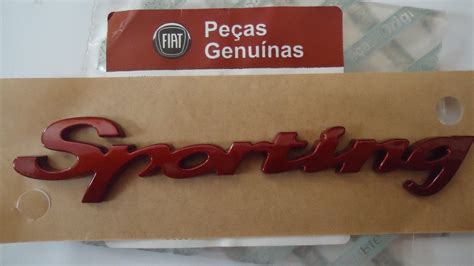 FIAT
Peças
Genuínas
Sporting